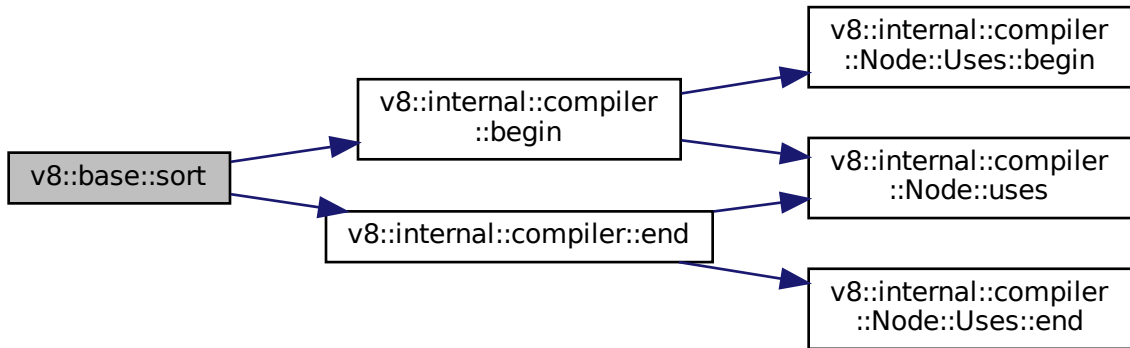 v8::base::sort
v8::internal::compiler
::begin
v8::internal::compiler::end
v8::internal::compiler
::Node::Uses::begin
v8::internal::compiler
::Node::uses
v8::internal::compiler
::Node::Uses::end